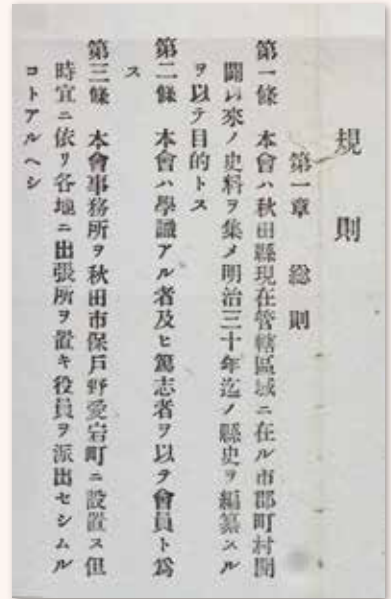 規則
第一章 総則
第一條 本會ハ秋田縣現在管轄區域ニ在ル市郡町村開
闢以來ノ史料ヲ集メ明治三十年迄ノ縣史ヲ編纂スル
ヲ以テ目的トス
第二條 本會ハ學識アル者及ヒ篤志者ヲ以テ會員ト爲
ス
第三條 本會事務所ヲ秋田市保戸野愛宕町ニ設置ス但
時宜ニ依リ各地ニ出張所ヲ置キ役員ヲ派出セシムル
コトアルヘシ